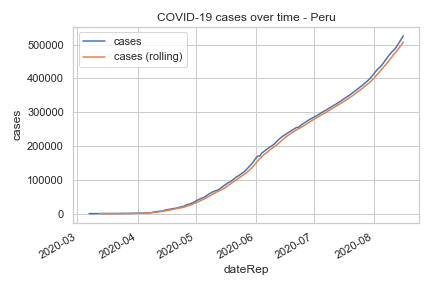 COVID-19 cases over time - Peru
cases
cases (rolling)
500000
400000
300000
200000
100000
0
cases
2020-03
2020-04
2020-05
2020-06
2020-07
2020-08
dateRep